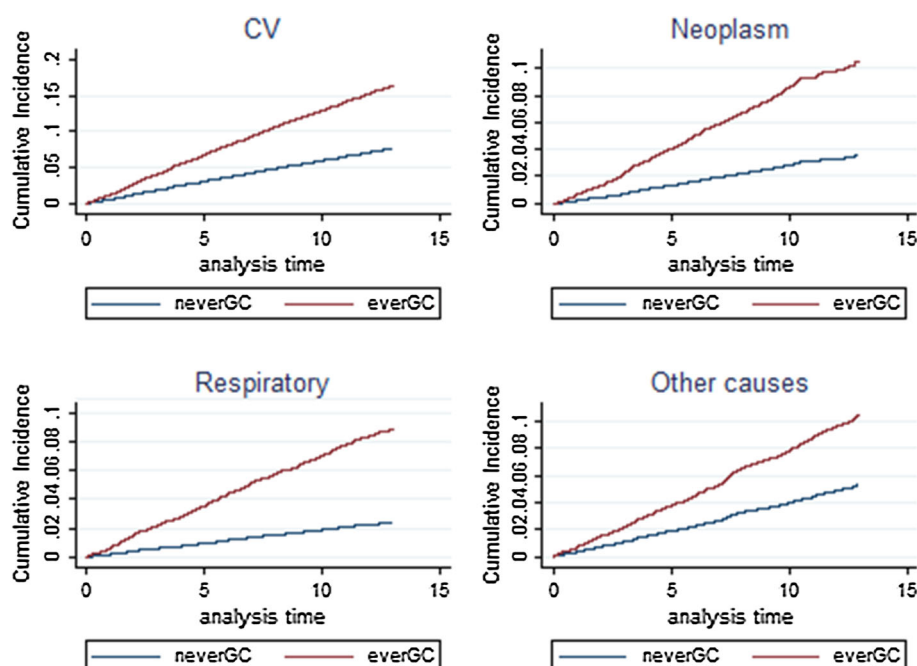 CV
Cumulative Incidence
0 .05 .1 .15 .2
0 5 10 15
analysis time
neverGC everGC
Neoplasm
Cumulative Incidence
0 .02 .04 .06 .08 .1
0 5 10 15
analysis time
neverGC everGC
Respiratory
Cumulative Incidence
0 .02 .04 .06 .08 .1
0 5 10 15
analysis time
neverGC everGC
Other causes
Cumulative Incidence
0 .02 .04 .06 .08 .1
0 5 10 15
analysis time
neverGC everGC